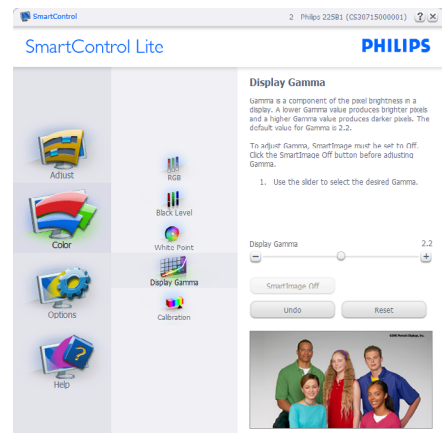 SmartControl
2 Philips 225B1 (CS30715000001)
SmartControl Lite
PHILIPS
Display Gamma
Gamma is a component of the pixel brightness in a
display. A lower Gamma value produces brighter pixels
and a higher Gamma value produces darker pixels. The
default value for Gamma is 2.2.
To adjust Gamma, SmartImage must be set to Off.
Click the SmartImage Off button before adjusting
Gamma.
1. Use the slider to select the desired Gamma.
Adjust
RGB
Black Level
Color
White Point
Display Gamma
Options
Calibration
Help
Display Gamma 2.2
SmartImage Off
Undo
Reset